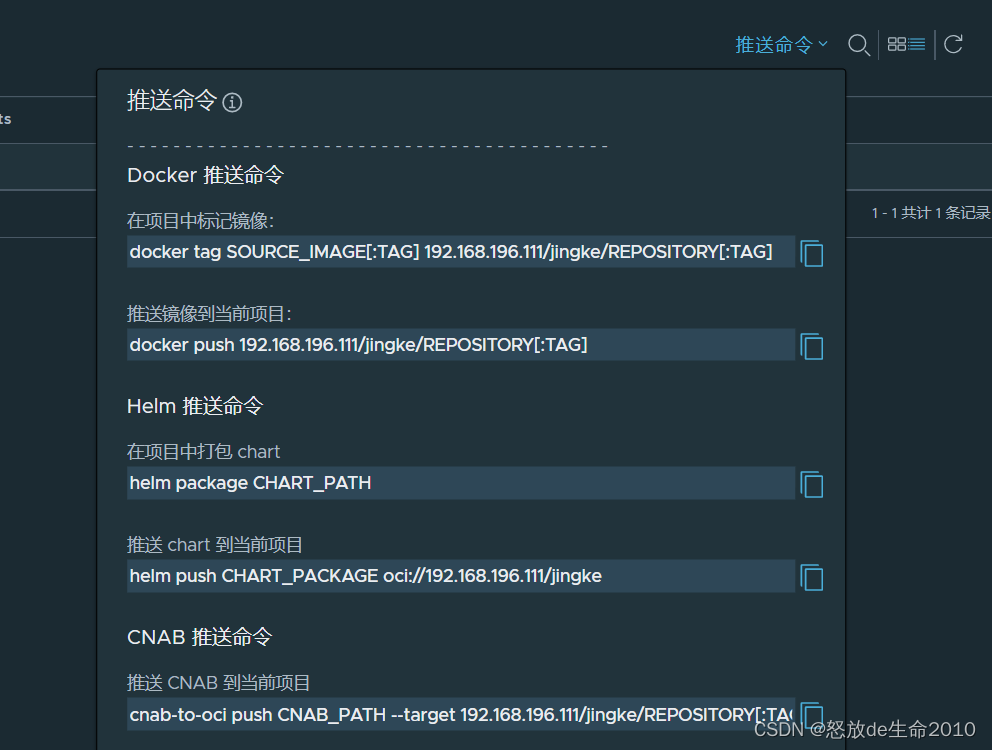 推送命令
ts
推送命令
- - - - - - - - - - - - - - - - - - - - - - - - - - - - - - - - - - - - - - - -
Docker 推送命令
1 - 1 共计 1 条记录
在项目中标记镜像:
docker tag SOURCE_IMAGE[:TAG] 192.168.196.111/jingke/REPOSITORY[:TAG]
推送镜像到当前项目:
docker push 192.168.196.111/jingke/REPOSITORY[:TAG]
Helm 推送命令
在项目中打包 chart
helm package CHART_PATH
推送 chart 到当前项目
helm push CHART_PACKAGE oci://192.168.196.111/jingke
CNAB 推送命令
推送 CNAB 到当前项目
cnab-to-oci push CNAB_PATH --target 192.168.196.111/jingke/REPOSITORY[:TAG
CSDN @怒放de生命2010